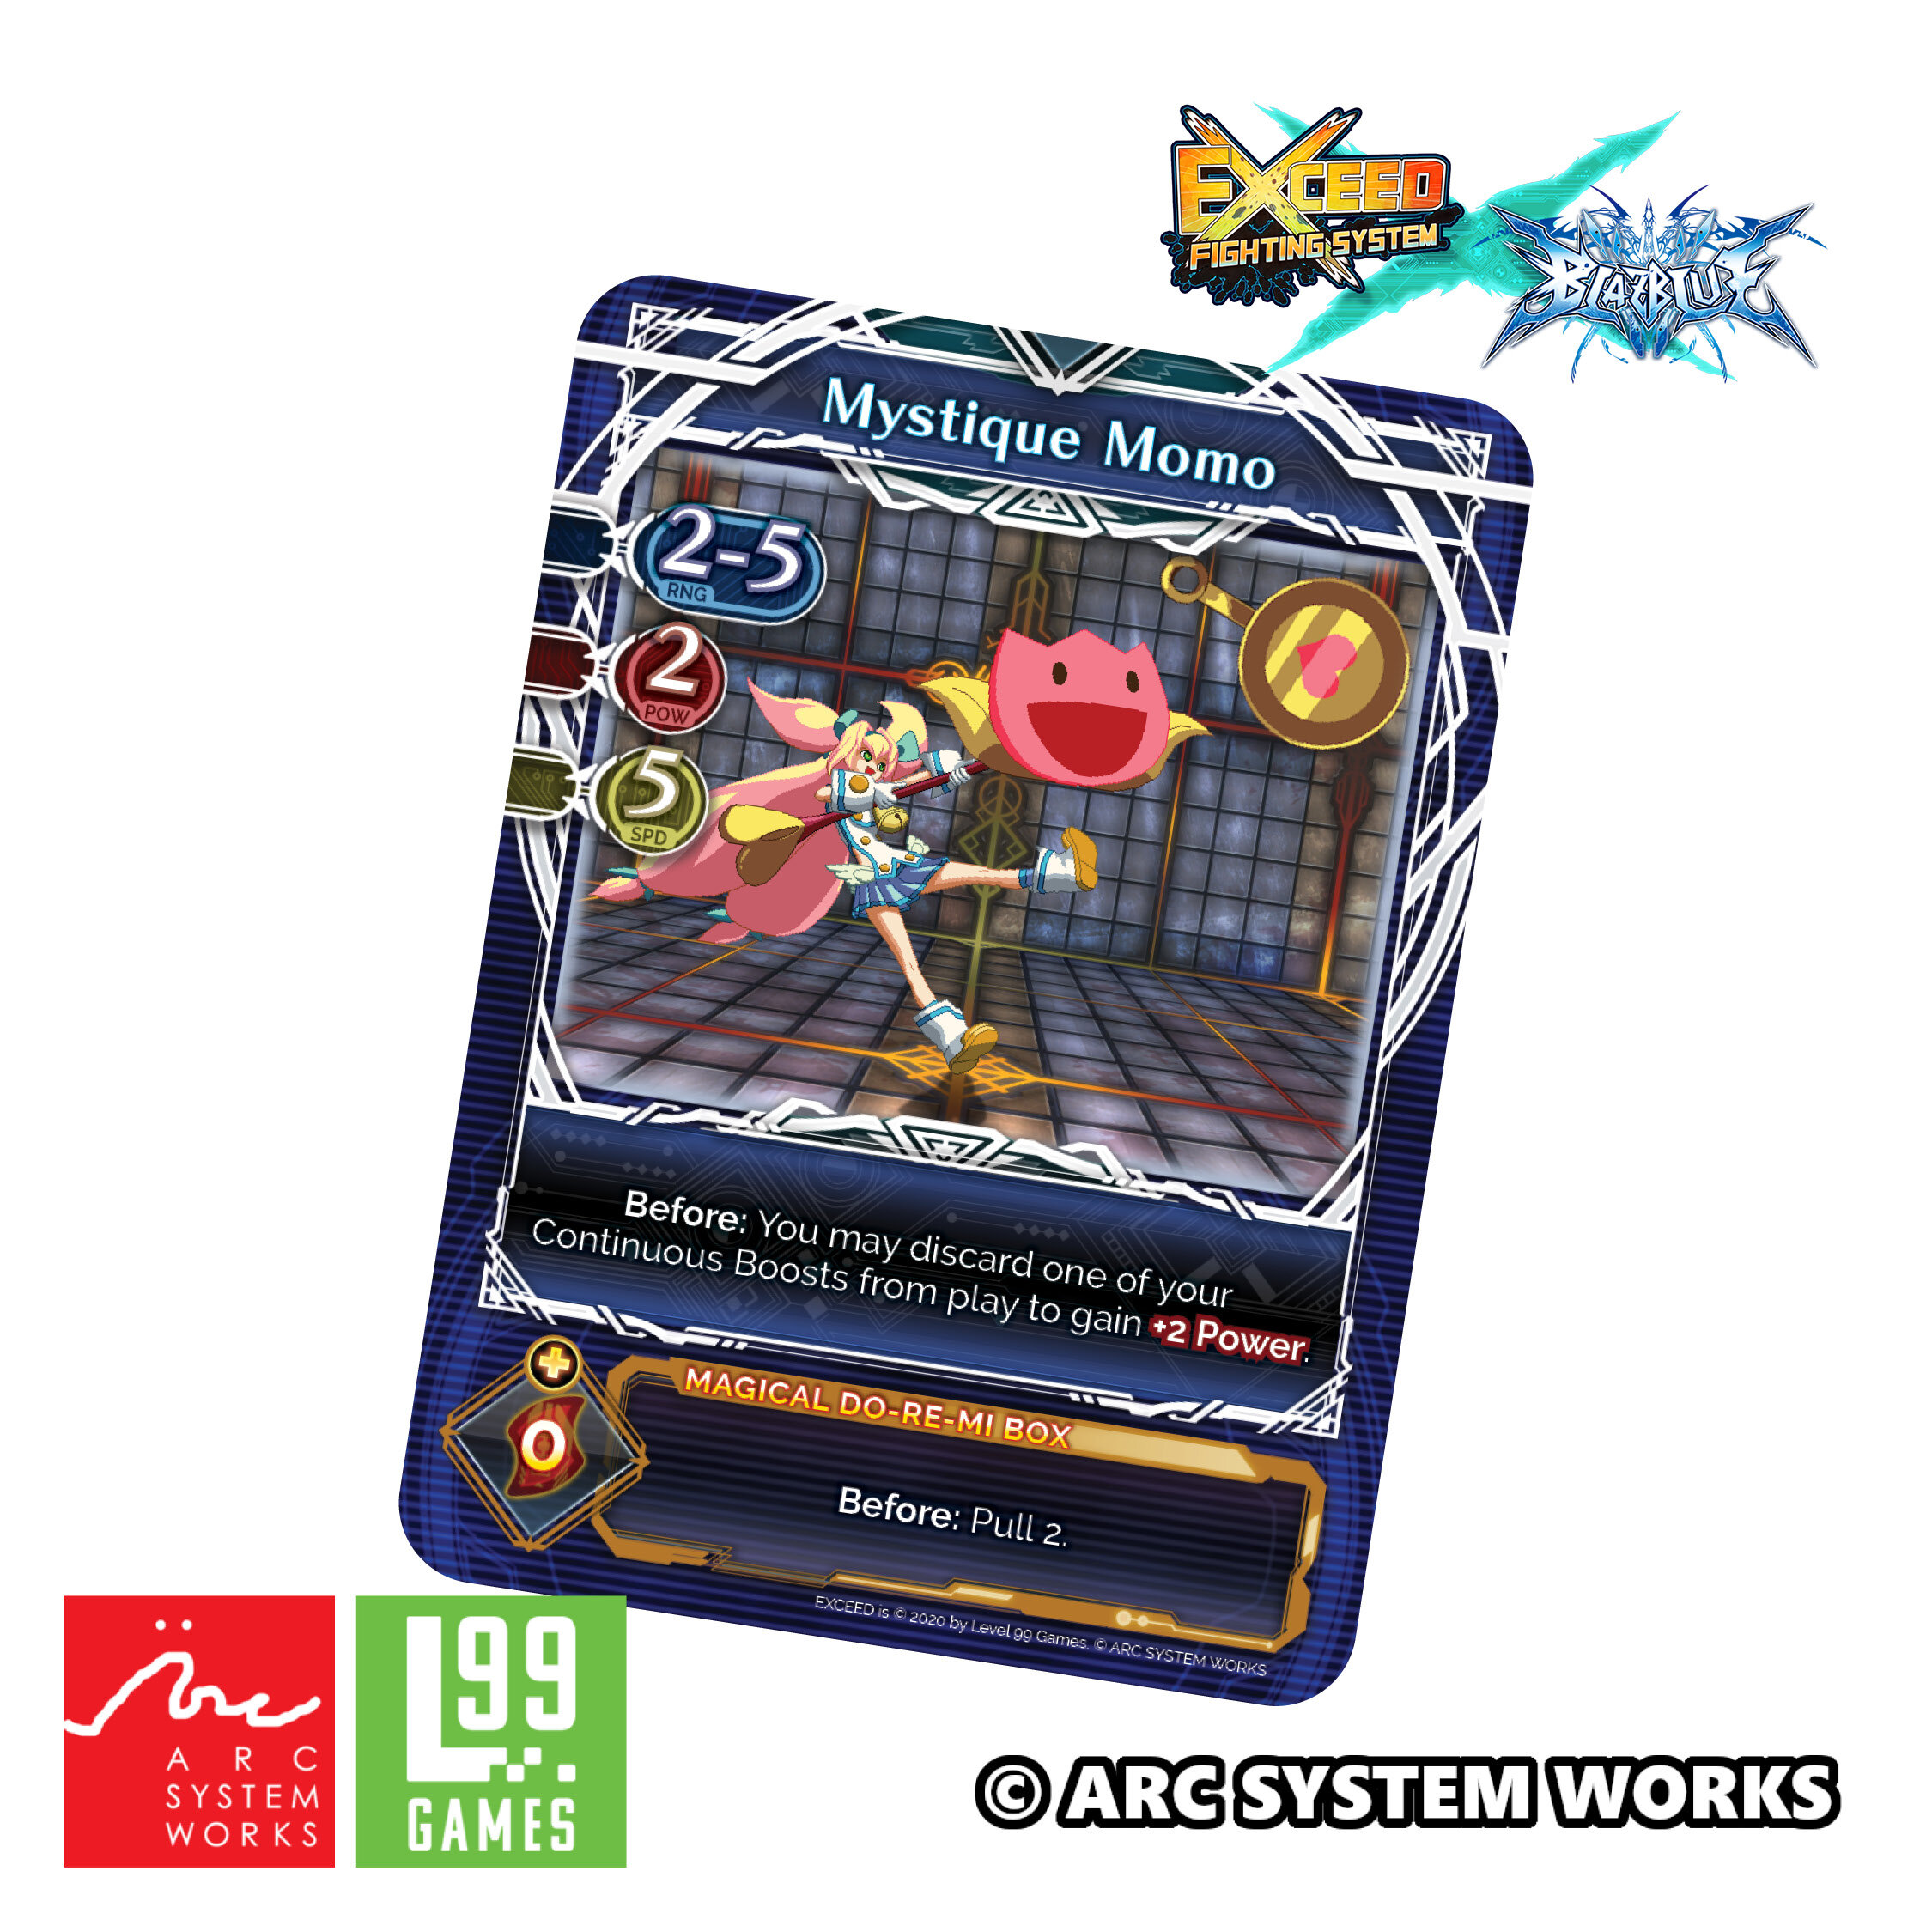 EXCEED
FIGHTING SYSTEM
BLAZBLUE
Mystique Momo
2-5
RNG
2
POW
5
SPD
Before: You may discard one of your
Continuous Boosts from play to gain +2 Power.
+
0
MAGICAL DO-RE-MI BOX
Before: Pull 2.
EXCEED is © 2020 by Level 99 Games. © ARC SYSTEM WORKS
Arc
ARC
SYSTEM
WORKS
L99
GAMES
© ARC SYSTEM WORKS